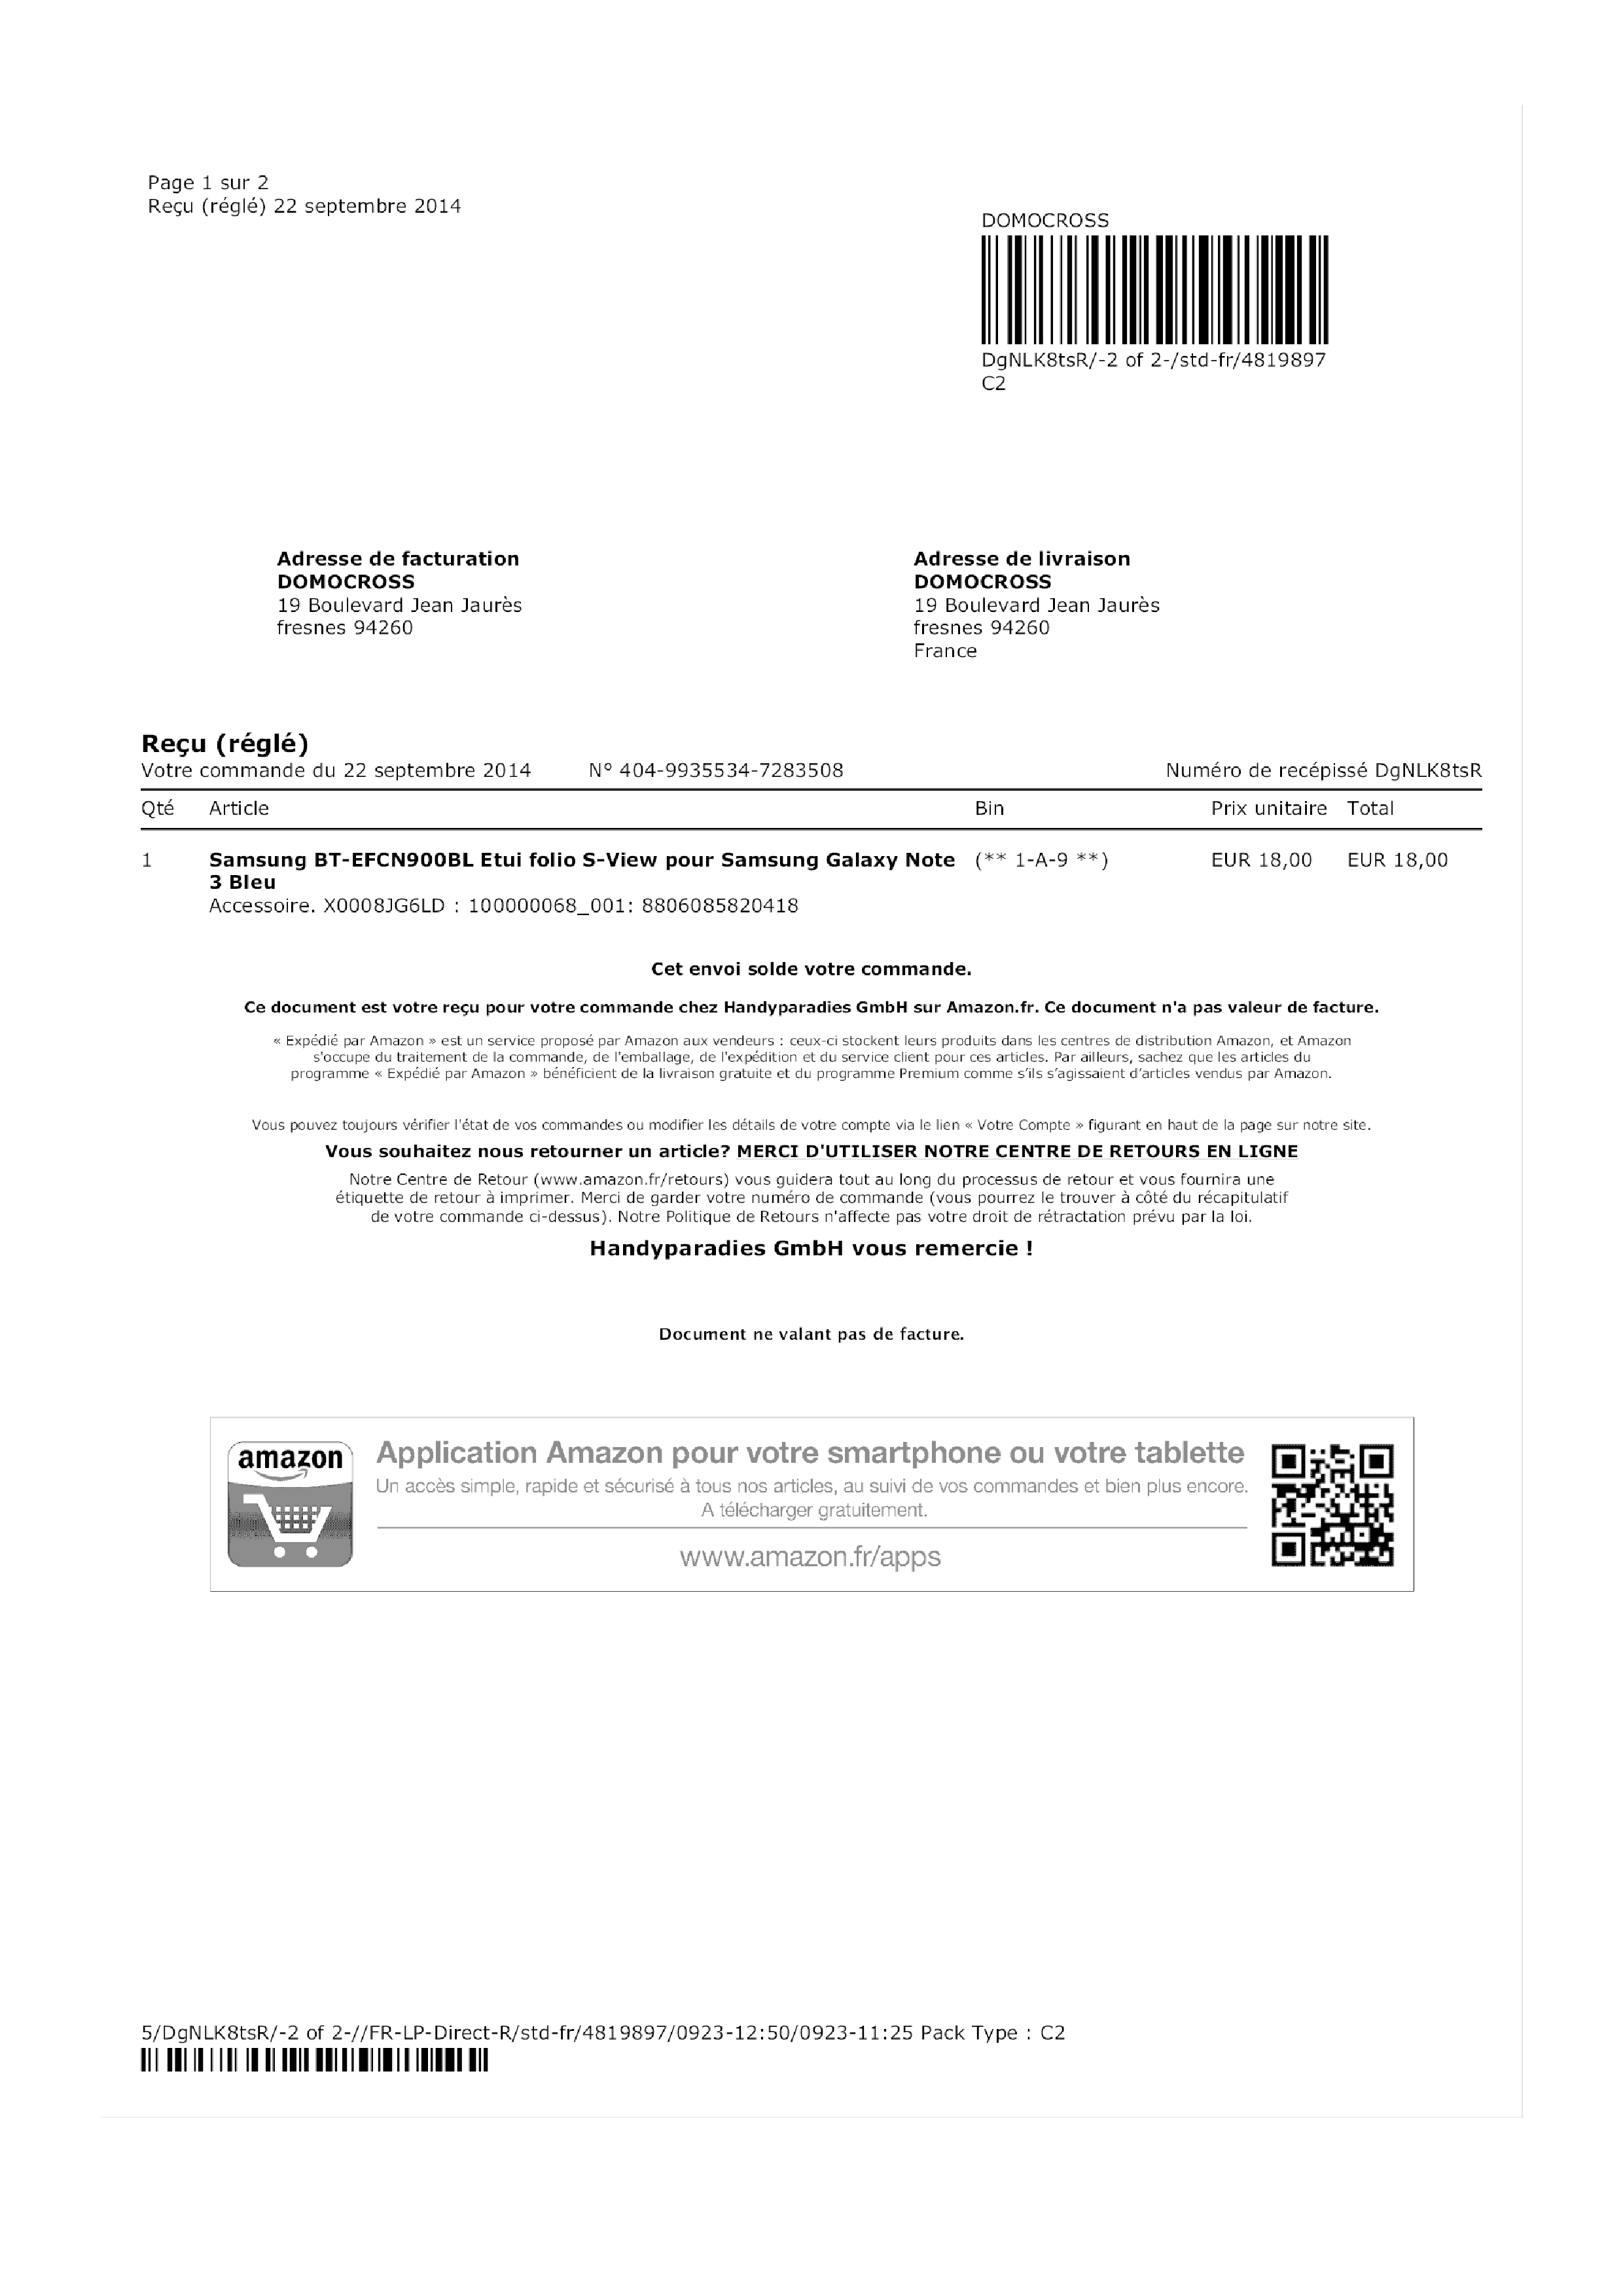 Page 1 sur 2
Reçu (réglé) 22 septembre 2014
DOMOCROSS
DgNLK8tsR/-2 of 2-/std-fr/4819897
C2
Adresse de facturation
DOMOCROSS
19 Boulevard Jean Jaurès
fresnes 94260
Adresse de livraison
DOMOCROSS
19 Boulevard Jean Jaurès
fresnes 94260
France
Reçu (réglé)
Votre commande du 22 septembre 2014 N° 404-9935534-7283508 Numéro de recépissé DgNLK8tsR
Qté Article Bin Prix unitaire Total
1 Samsung BT-EFCN900BL Etui folio S-View pour Samsung Galaxy Note (** 1-A-9 **) EUR 18,00 EUR 18,00
3 Bleu
Accessoire. X0008JG6LD : 100000068_001: 8806085820418
Cet envoi solde votre commande.
Ce document est votre reçu pour votre commande chez Handyparadies GmbH sur Amazon.fr. Ce document n'a pas valeur de facture.
« Expédié par Amazon » est un service proposé par Amazon aux vendeurs : ceux-ci stockent leurs produits dans les centres de distribution Amazon, et Amazon
s'occupe du traitement de la commande, de l'emballage, de l'expédition et du service client pour ces articles. Par ailleurs, sachez que les articles du
programme « Expédié par Amazon » bénéficient de la livraison gratuite et du programme Premium comme s’ils s’agissaient d’articles vendus par Amazon.
Vous pouvez toujours vérifier l'état de vos commandes ou modifier les détails de votre compte via le lien « Votre Compte » figurant en haut de la page sur notre site.
Vous souhaitez nous retourner un article? MERCI D'UTILISER NOTRE CENTRE DE RETOURS EN LIGNE
Notre Centre de Retour (www.amazon.fr/retours) vous guidera tout au long du processus de retour et vous fournira une
étiquette de retour à imprimer. Merci de garder votre numéro de commande (vous pourrez le trouver à côté du récapitulatif
de votre commande ci-dessus). Notre Politique de Retours n'affecte pas votre droit de rétractation prévu par la loi.
Handyparadies GmbH vous remercie !
Document ne valant pas de facture.
amazon
Application Amazon pour votre smartphone ou votre tablette
Un accès simple, rapide et sécurisé à tous nos articles, au suivi de vos commandes et bien plus encore.
A télécharger gratuitement.
www.amazon.fr/apps
5/DgNLK8tsR/-2 of 2-//FR-LP-Direct-R/std-fr/4819897/0923-12:50/0923-11:25 Pack Type : C2